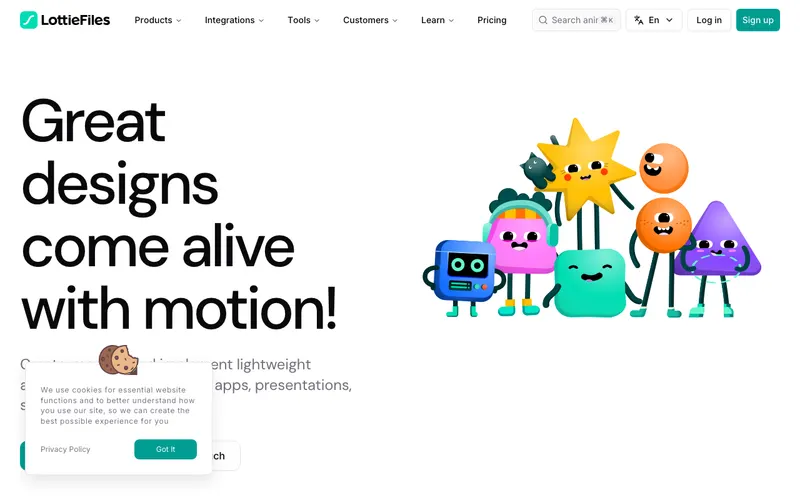 LottieFiles Products Integrations Tools Customers Learn Pricing Search ani ⌘K En Log in Sign up
Great
designs
come alive
with motion!
lightweight
apps, presentations,
We use cookies for essential website
functions and to better understand how
you use our site, so we can create the
best possible experience for you
Privacy Policy Got It